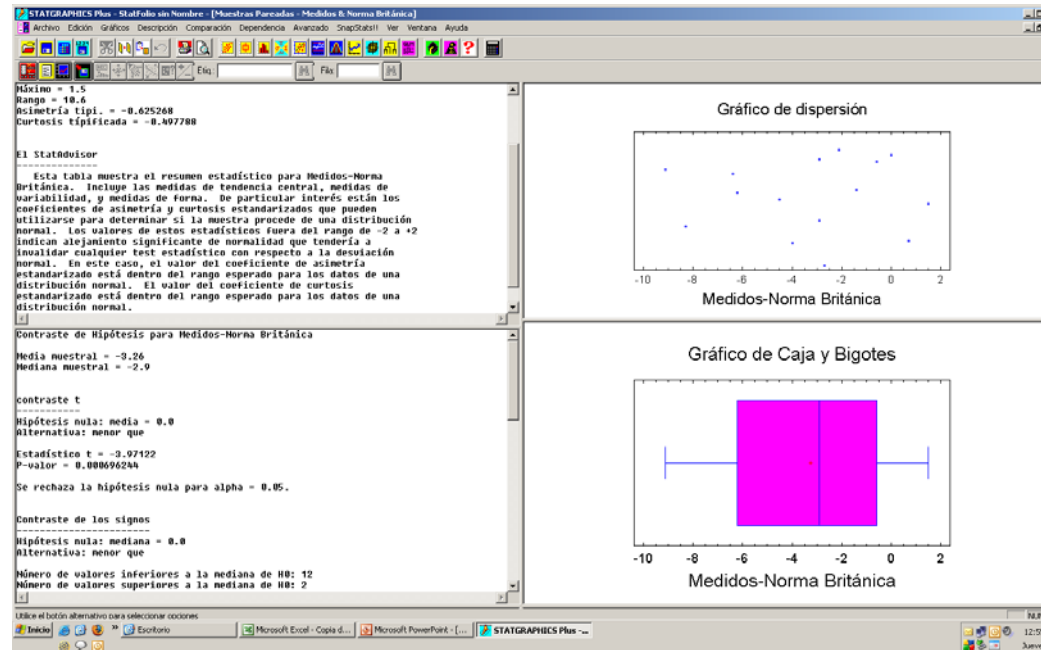 STATGRAPHICS Plus - StatFolio sin Nombre - [Muestras Pareadas - Medidos & Norma Británica]
Archivo Edición Gráficos Descripción Comparación Dependencia Avanzado SnapStats!! Ver Ventana Ayuda
Etiq: Fila:
Máximo = 1.5
Rango = 10.6
Asimetría tipi. = -0.625268
Curtosis típificada = -0.497788
El StatAdvisor
--------------
Esta tabla muestra el resumen estadístico para Medidos-Norma
Británica. Incluye las medidas de tendencia central, medidas de
variabilidad, y medidas de forma. De particular interés están los
coeficientes de asimetría y curtosis estandarizados que pueden
utilizarse para determinar si la muestra procede de una distribución
normal. Los valores de estos estadísticos fuera del rango de -2 a +2
indican alejamiento significante de normalidad que tendería a
invalidar cualquier test estadístico con respecto a la desviación
normal. En este caso, el valor del coeficiente de asimetría
estandarizado está dentro del rango esperado para los datos de una
distribución normal. El valor del coeficiente de curtosis
estandarizado está dentro del rango esperado para los datos de una
distribución normal.
Gráfico de dispersión
-10 -8 -6 -4 -2 0 2
Medidos-Norma Británica
Contraste de Hipótesis para Medidos-Norma Británica
Media muestral = -3.26
Mediana muestral = -2.9
contraste t
-----------
Hipótesis nula: media = 0.0
Alternativa: menor que
Estadístico t = -3.97122
P-valor = 0.000696244
Se rechaza la hipótesis nula para alpha = 0.05.
Contraste de los signos
-----------------------
Hipótesis nula: mediana = 0.0
Alternativa: menor que
Número de valores inferiores a la mediana de H0: 12
Número de valores superiores a la mediana de H0: 2
Gráfico de Caja y Bigotes
-10 -8 -6 -4 -2 0 2
Medidos-Norma Británica
Utilice el botón alternativo para seleccionar opciones
NUM
Inicio » Escritorio Microsoft Excel - Copia d... Microsoft PowerPoint - [... STATGRAPHICS Plus -...
Jueve